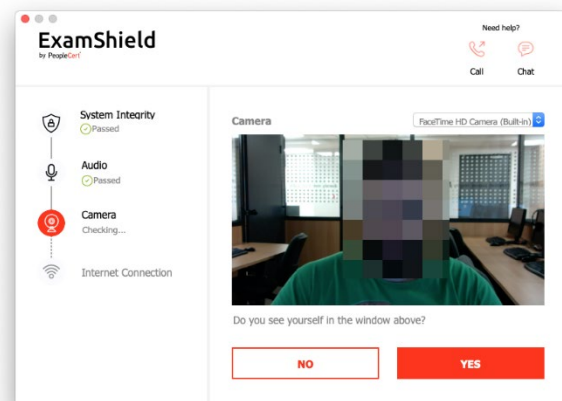 ExamShield
by PeopleCert
Need help?
Call
Chat
System Integrity
Passed
Audio
Passed
Camera
Checking...
Internet Connection
Camera
FaceTime HD Camera (Built-in)
Do you see yourself in the window above?
NO
YES